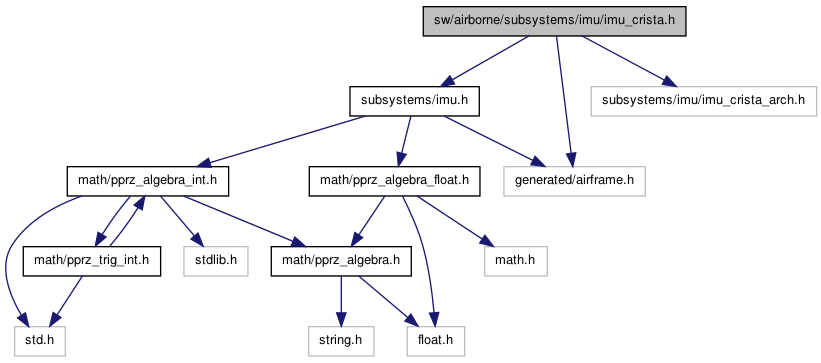 sw/airborne/subsystems/imu/imu_crista.h
subsystems/imu.h
subsystems/imu/imu_crista_arch.h
math/pprz_algebra_int.h
math/pprz_algebra_float.h
generated/airframe.h
math/pprz_trig_int.h
stdlib.h
math/pprz_algebra.h
math.h
std.h
string.h
float.h